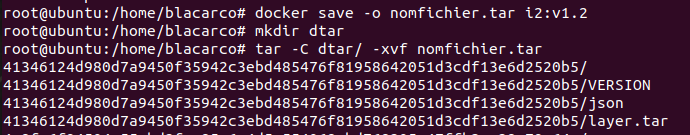 root@ubuntu:/home/blacarco# docker save -o nomfichier.tar i2:v1.2
root@ubuntu:/home/blacarco# mkdir dtar
root@ubuntu:/home/blacarco# tar -C dtar/ -xvf nomfichier.tar
41346124d980d7a9450f35942c3ebd485476f81958642051d3cdf13e6d2520b5/
41346124d980d7a9450f35942c3ebd485476f81958642051d3cdf13e6d2520b5/VERSION
41346124d980d7a9450f35942c3ebd485476f81958642051d3cdf13e6d2520b5/json
41346124d980d7a9450f35942c3ebd485476f81958642051d3cdf13e6d2520b5/layer.tar